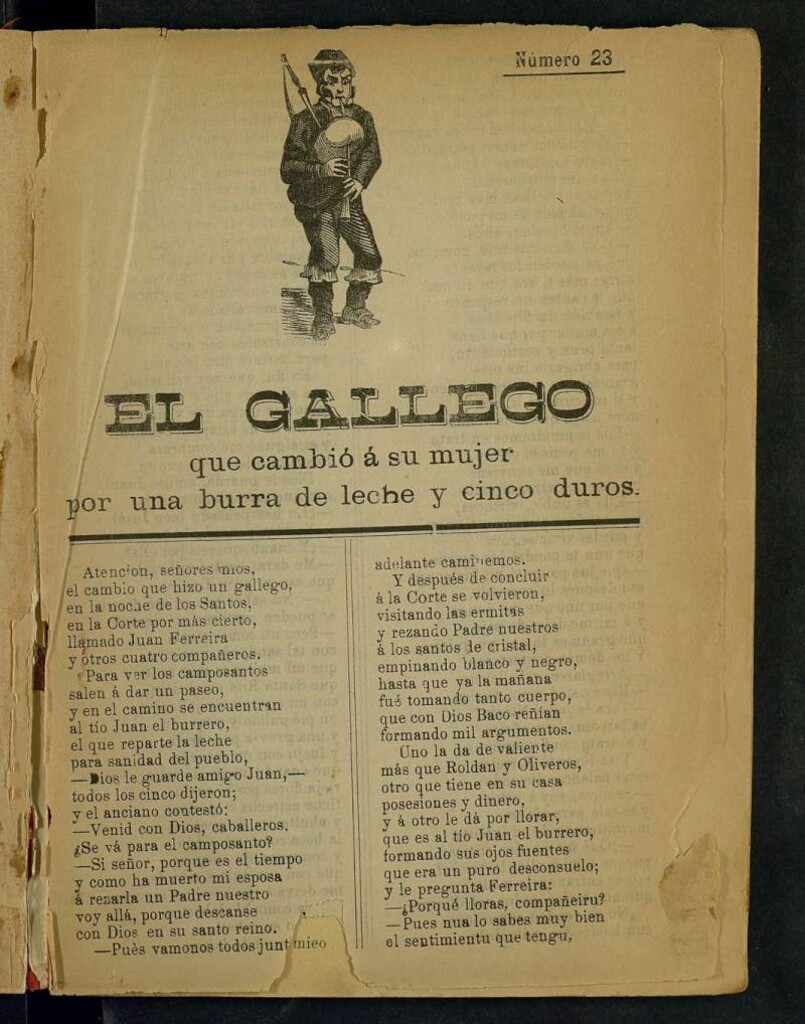 Número 23
EL GALLEGO
que cambió á su mujer
por una burra de leche y cinco duros.
Atencion, señores mios,
el cambio que hizo un gallego,
en la noche de los Santos,
en la Corte por más cierto,
llamado Juan Ferreira
y otros cuatro compañeros.
Para ver los camposantos
salen á dar un paseo,
y en el camino se encuentran
al tío Juan el burrero,
el que reparte la leche
para sanidad del pueblo,
—Dios le guarde amigo Juan,—
todos los cinco dijeron;
y el anciano contestó:
—Venid con Dios, caballeros.
¿Se vá para el camposanto?
—Si señor, porque es el tiempo
y como ha muerto mi esposa
á rezarla un Padre nuestro
voy allá, porque descanse
con Dios en su santo reino.
—Pués vamonos todos
adelante caminemos.
Y después de concluir
á la Corte se volvieron,
visitando las ermitas
y rezando Padre nuestros
á los santos de cristal,
empinando blanco y negro,
hasta que ya la mañana
fué tomando tanto cuerpo,
que con Dios Baco reñian
formando mil argumentos.
Uno la da de valiente
más que Roldan y Oliveros,
otro que tiene en su casa
posesiones y dinero,
y á otro le dá por llorar,
que es al tío Juan el burrero,
formando sus ojos fuentes
que era un puro desconsuelo;
y le pregunta Ferreira:
—¿Porqué lloras, compañeiru?
—Pues nua lo sabes muy bien
el sentimientu que tengu,